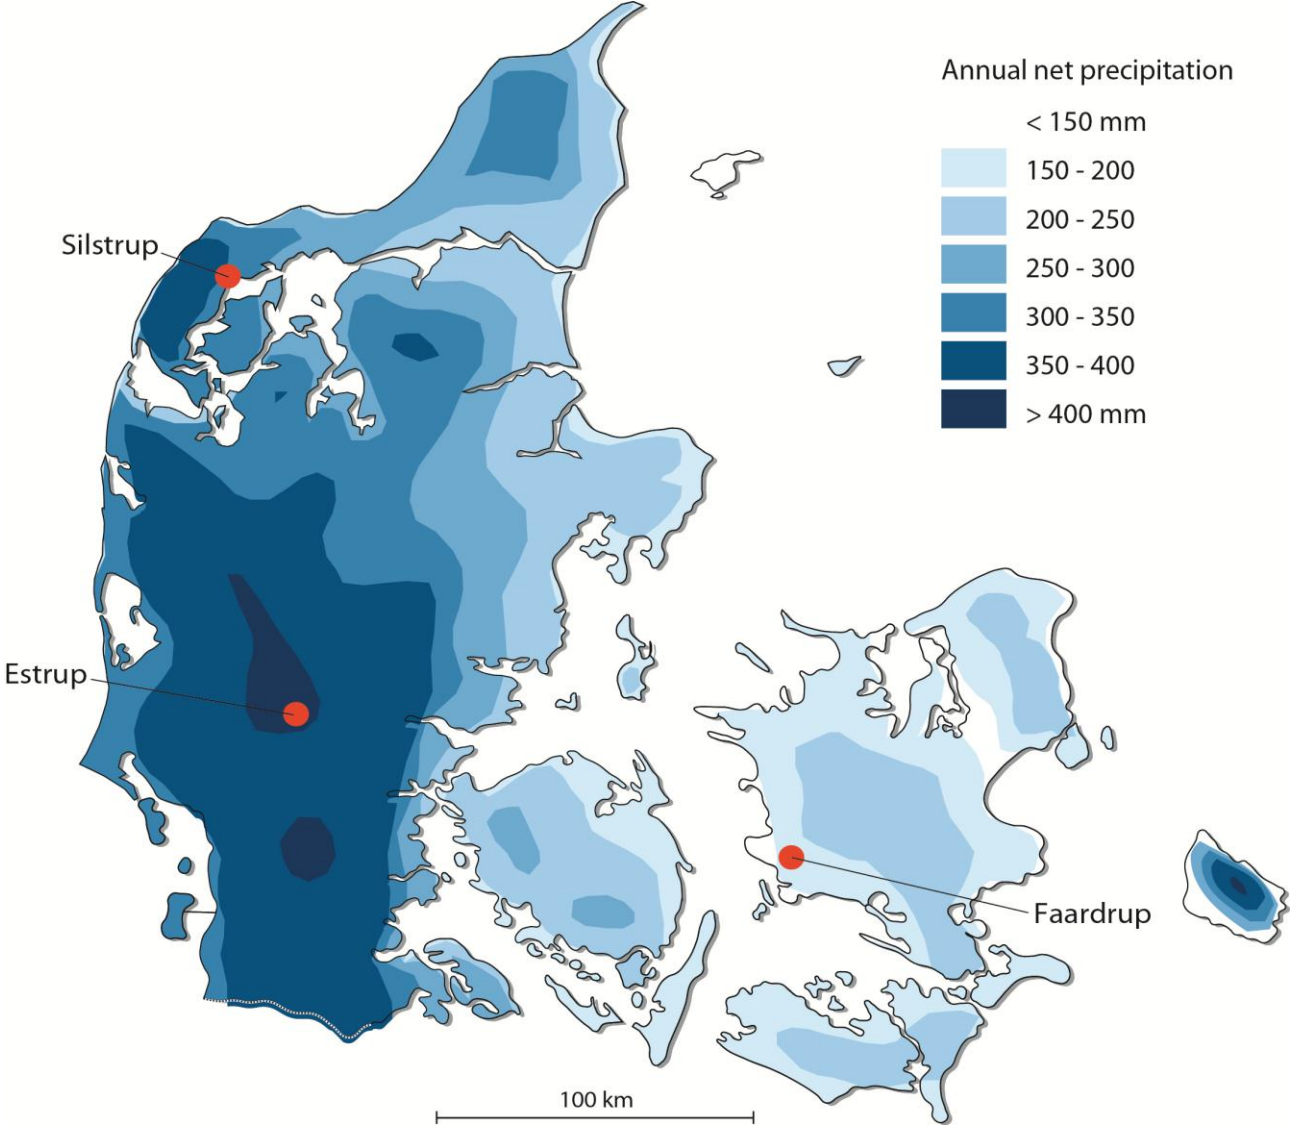 Annual net precipitation
< 150 mm
150 - 200
200 - 250
250 - 300
300 - 350
350 - 400
> 400 mm
Silstrup
Estrup
Faardrup
100 km